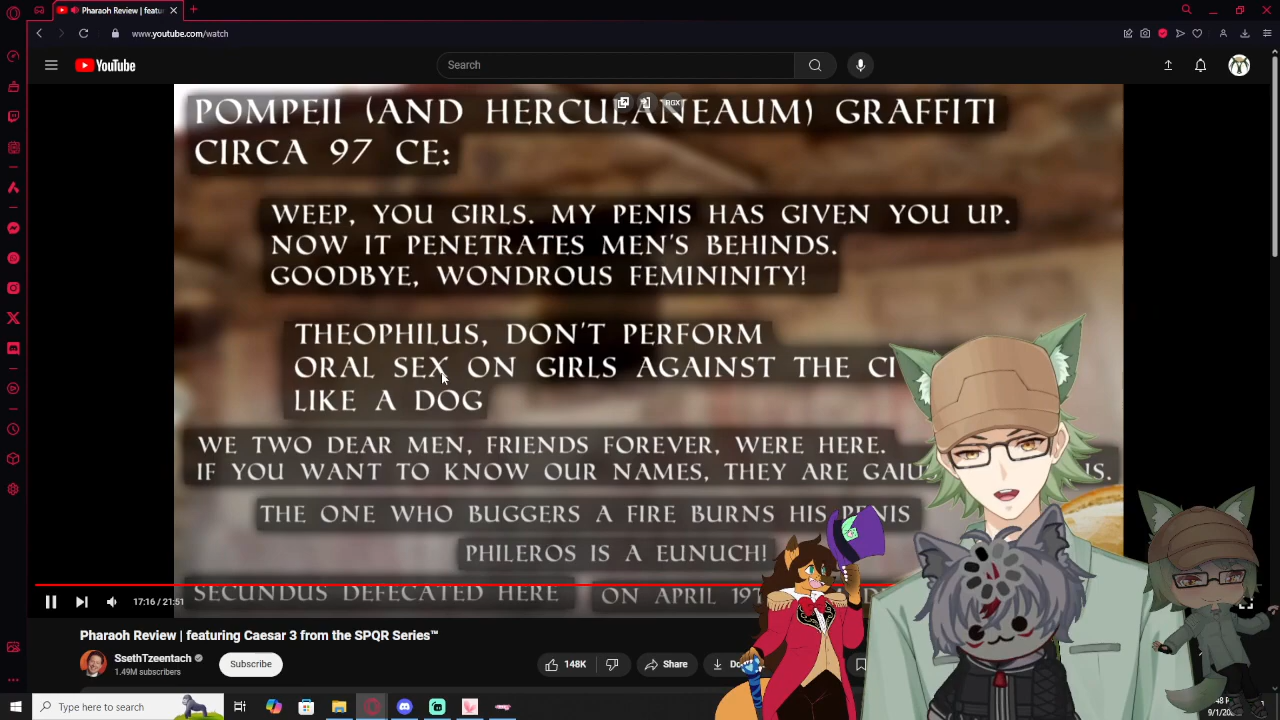 Pharaoh Review | featu
www.youtube.com/watch
YouTube
Search
RGX
POMPEII (AND HERCULANEAUM) GRAFFITI
CIRCA 97 CE:
WEEP, YOU GIRLS. MY PENIS HAS GIVEN YOU UP.
NOW IT PENETRATES MEN'S BEHINDS.
GOODBYE, WONDROUS FEMININITY!
THEOPHILUS, DON'T PERFORM
ORAL SEX ON GIRLS AGAINST THE CI
LIKE A DOG
WE TWO DEAR MEN, FRIENDS FOREVER, WERE HERE.
IF YOU WANT TO KNOW OUR NAMES, THEY ARE GAIU
THE ONE WHO BUGGERS A FIRE BURNS HIS PENIS
PHILEROS IS A EUNUCH!
SECUNDUS DEFECATED HERE
ON APRIL 19T
17:16 / 21:51
Pharaoh Review | featuring Caesar 3 from the SPQR Series™
SsethTzeentach
1.49M subscribers
Subscribe
148K
Share
Do
Type here to search
9/1/2